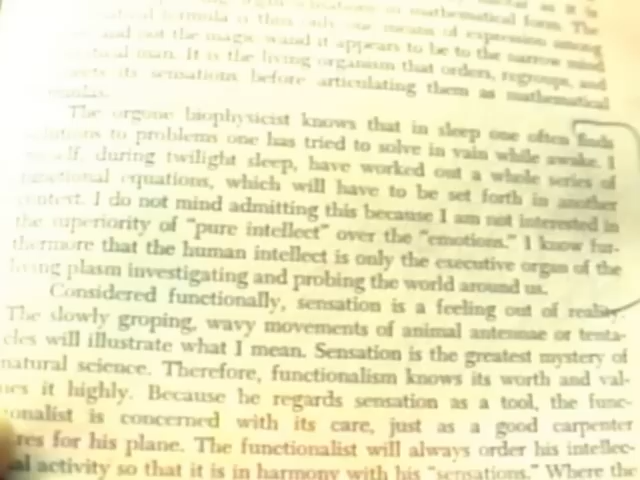 in mathematical form. The
formula is thus only one means of expression among
and not the magic wand it appears to be to the narrow mind
man. It is the living organism that orders, regroups, and
its sensations before articulating them as mathematical
The orgone biophysicist knows that in sleep one often finds
to problems one has tried to solve in vain while awake. I
during twilight sleep, have worked out a whole series of
equations, which will have to be set forth in another
I do not mind admitting this because I am not interested in
the superiority of "pure intellect" over the "emotions." I know fur-
thermore that the human intellect is only the executive organ of the
living plasm investigating and probing the world around us.
Considered functionally, sensation is a feeling out of reality.
The slowly groping, wavy movements of animal antennae or tenta-
cles will illustrate what I mean. Sensation is the greatest mystery of
natural science. Therefore, functionalism knows its worth and val-
ues it highly. Because he regards sensation as a tool, the func-
tionalist is concerned with its care, just as a good carpenter
res for his plane. The functionalist will always order his intellec-
al activity so that it is in harmony with his "sensations." Where the